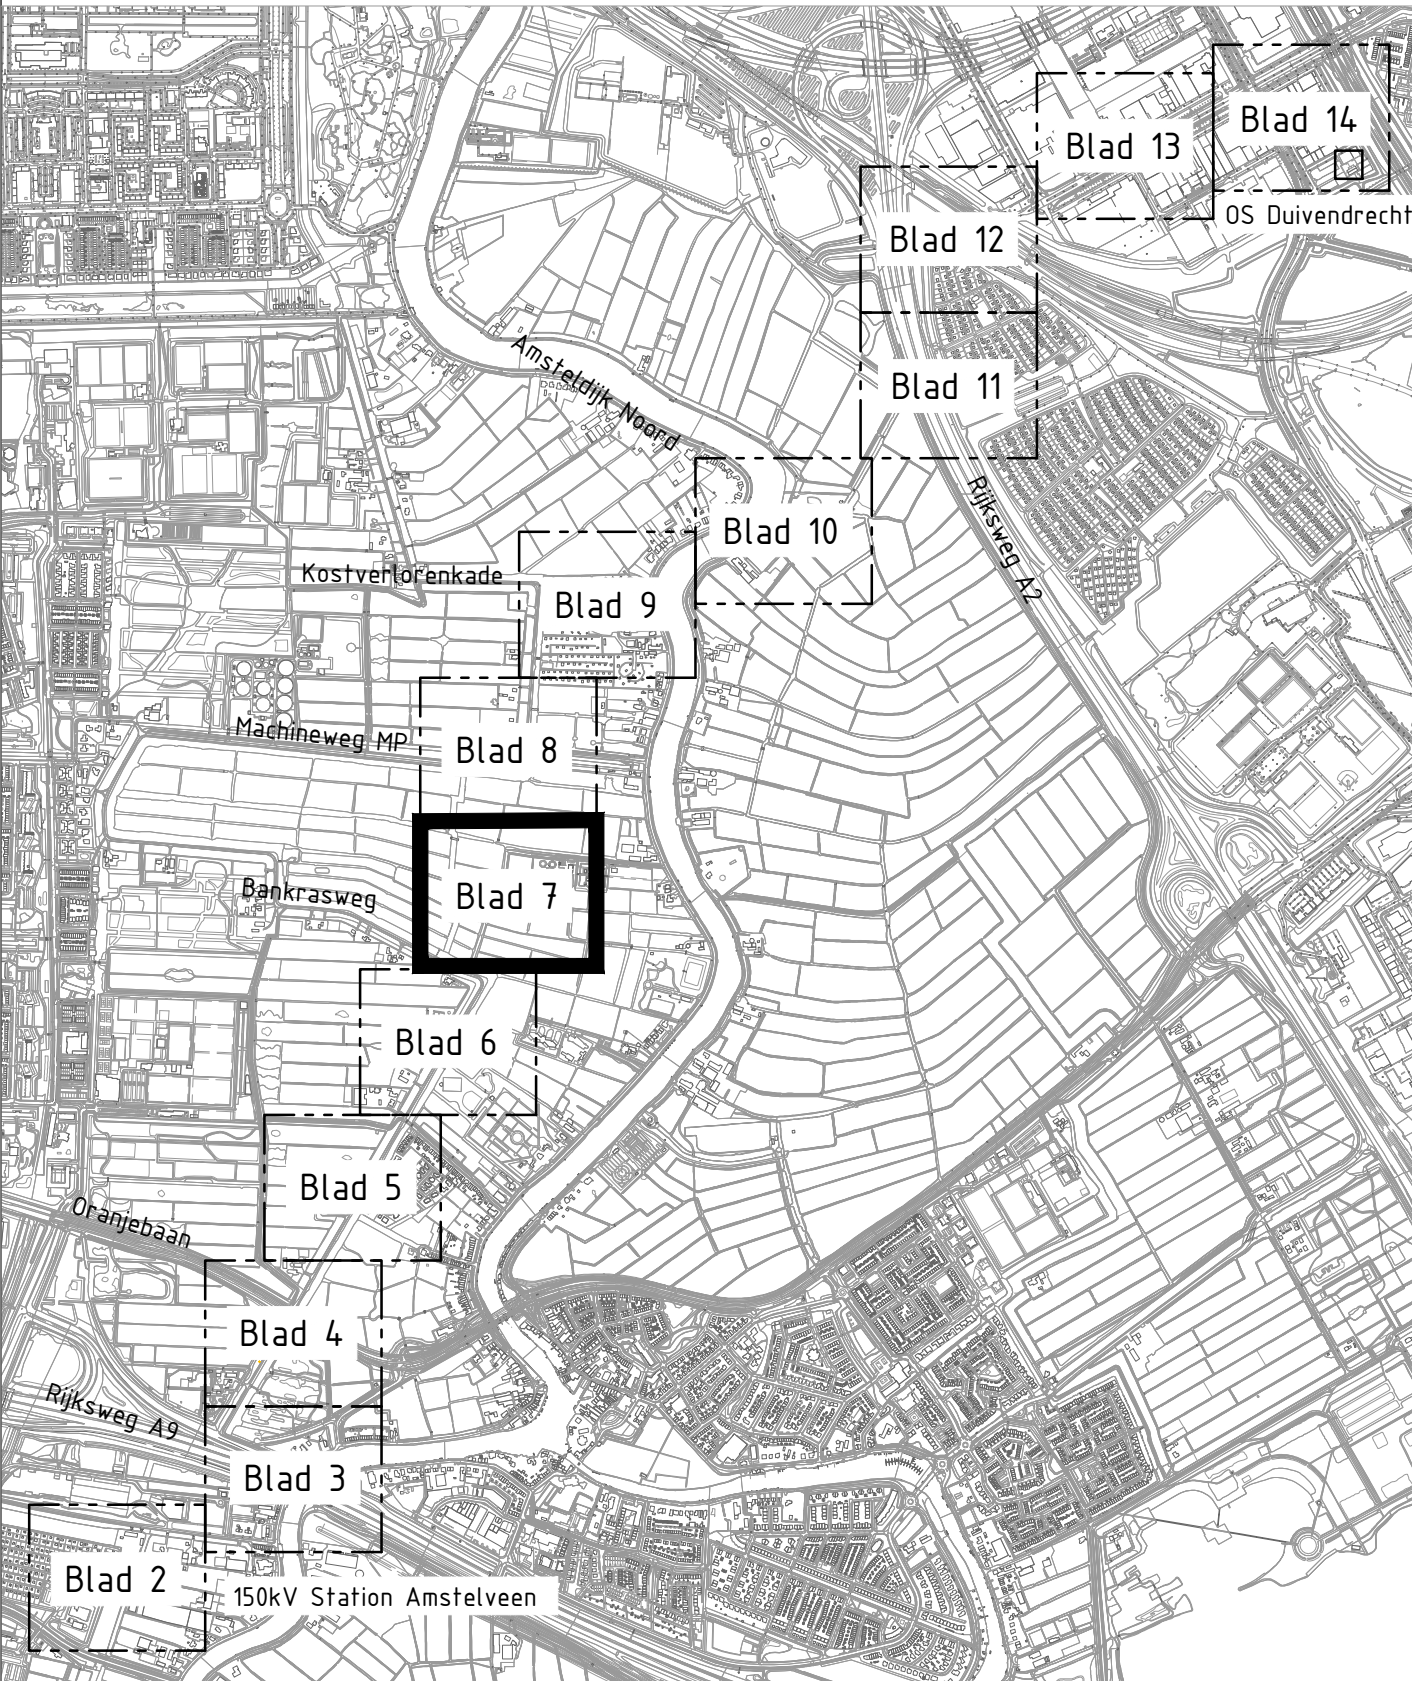 Blad 14
Blad 13
OS Duivendrecht
Blad 12
Amsteldijk Noord
Blad 11
Rijksweg A2
Blad 10
Kostverlorenkade
Blad 9
Machineweg MP
Blad 8
Bankrasweg
Blad 7
Blad 6
Blad 5
Oranjebaan
Blad 4
Rijksweg A9
Blad 3
Blad 2
150kV Station Amstelveen